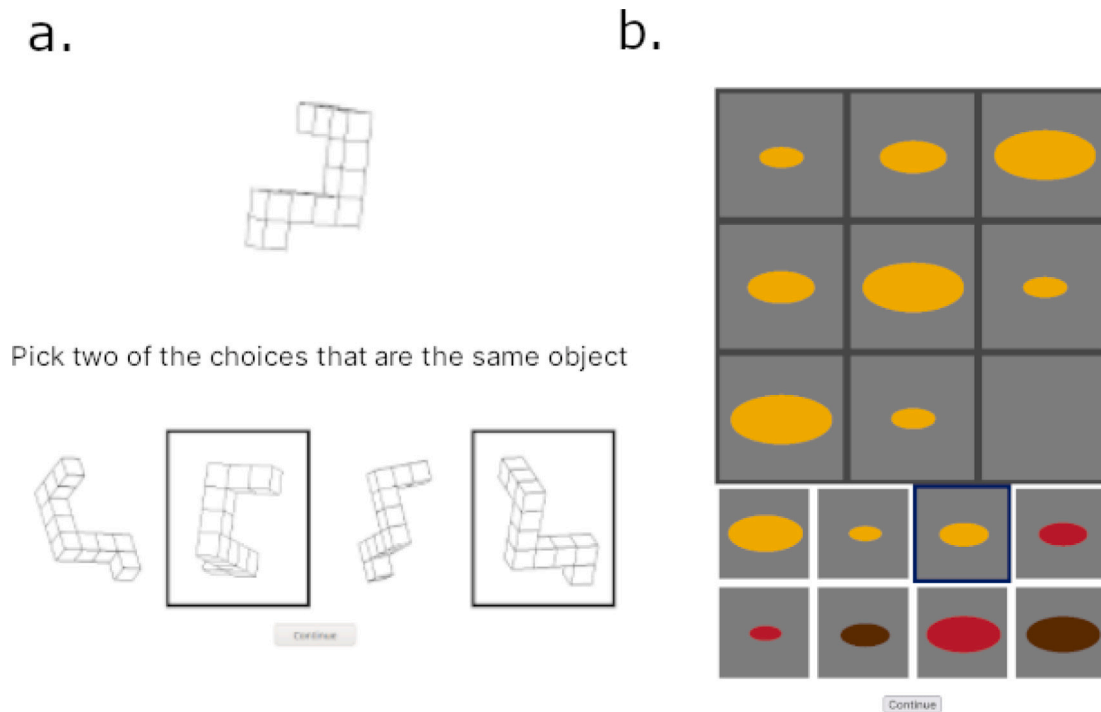 a.
b.
Pick two of the choices that are the same object
Continue
Continue